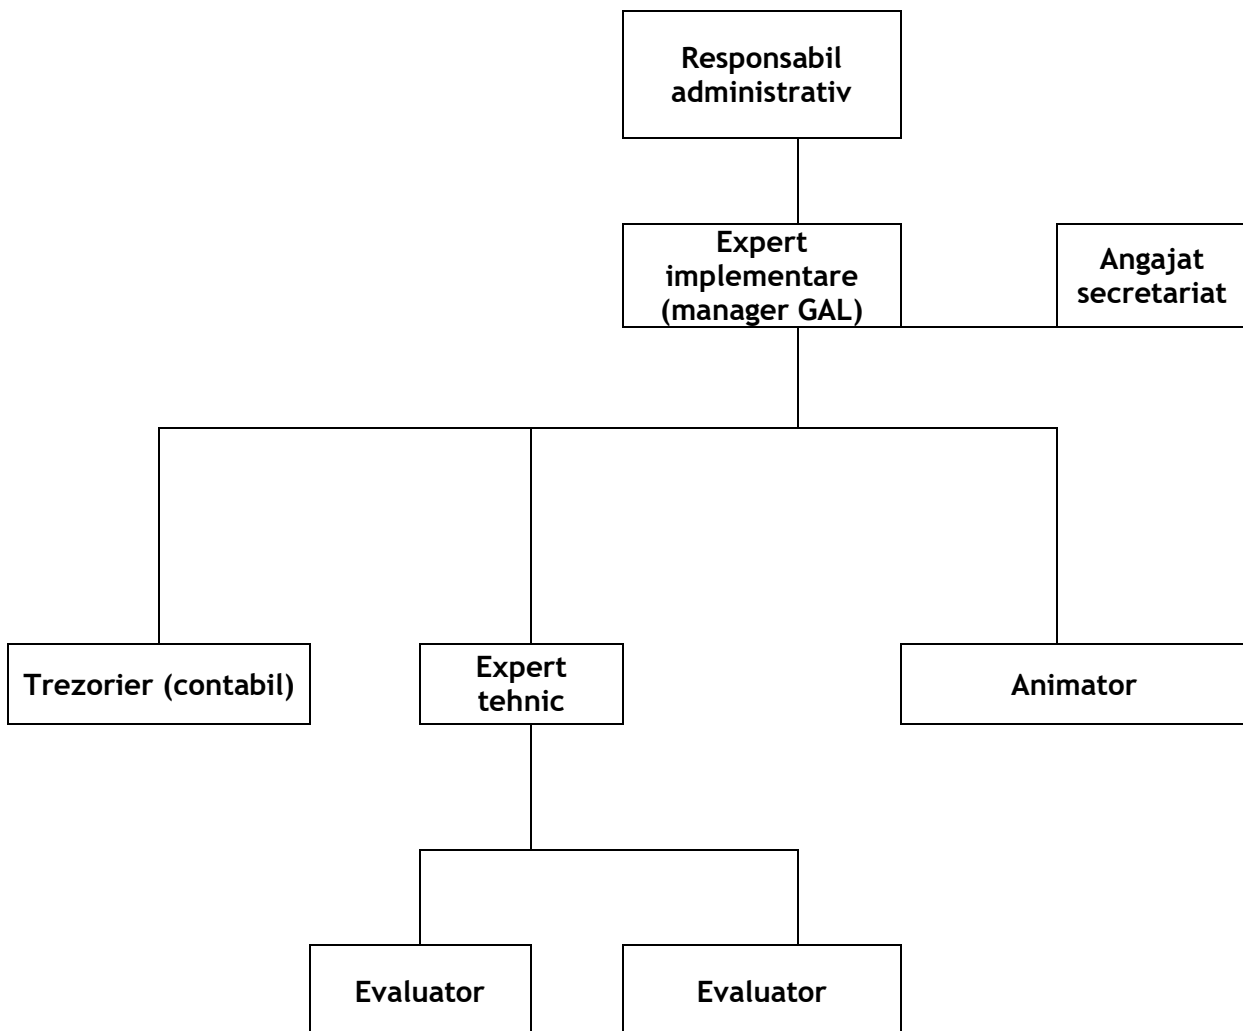 Responsabil
administrativ
Expert
implementare
(manager GAL)
Angajat
secretariat
Trezorier (contabil)
Expert
tehnic
Animator
Evaluator
Evaluator